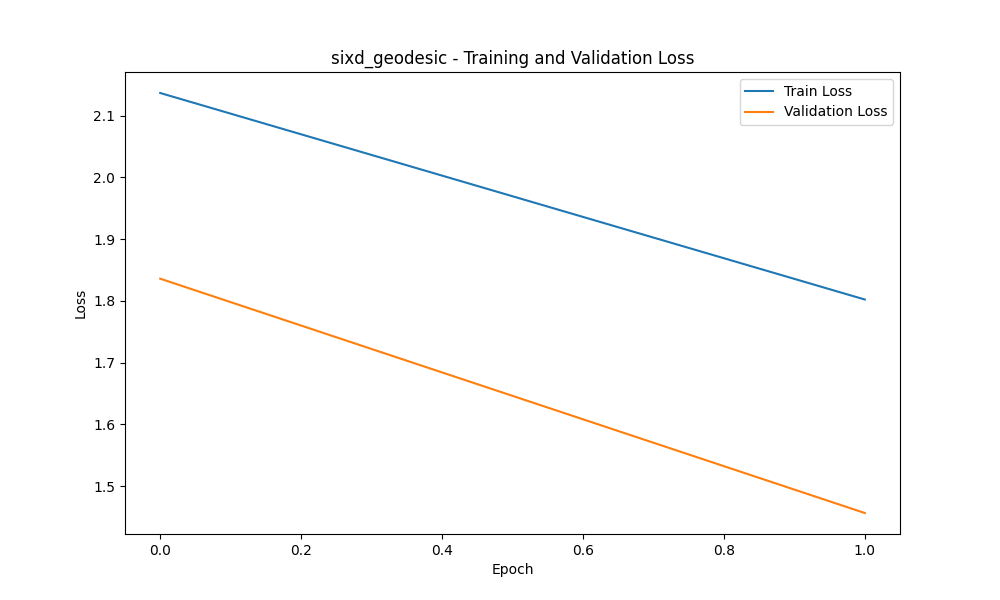 sixd_geodesic - Training and Validation Loss
Train Loss
Validation Loss
2.1
2.0
1.9
1.8
1.7
1.6
1.5
Loss
0.0
0.2
0.4
0.6
0.8
1.0
Epoch